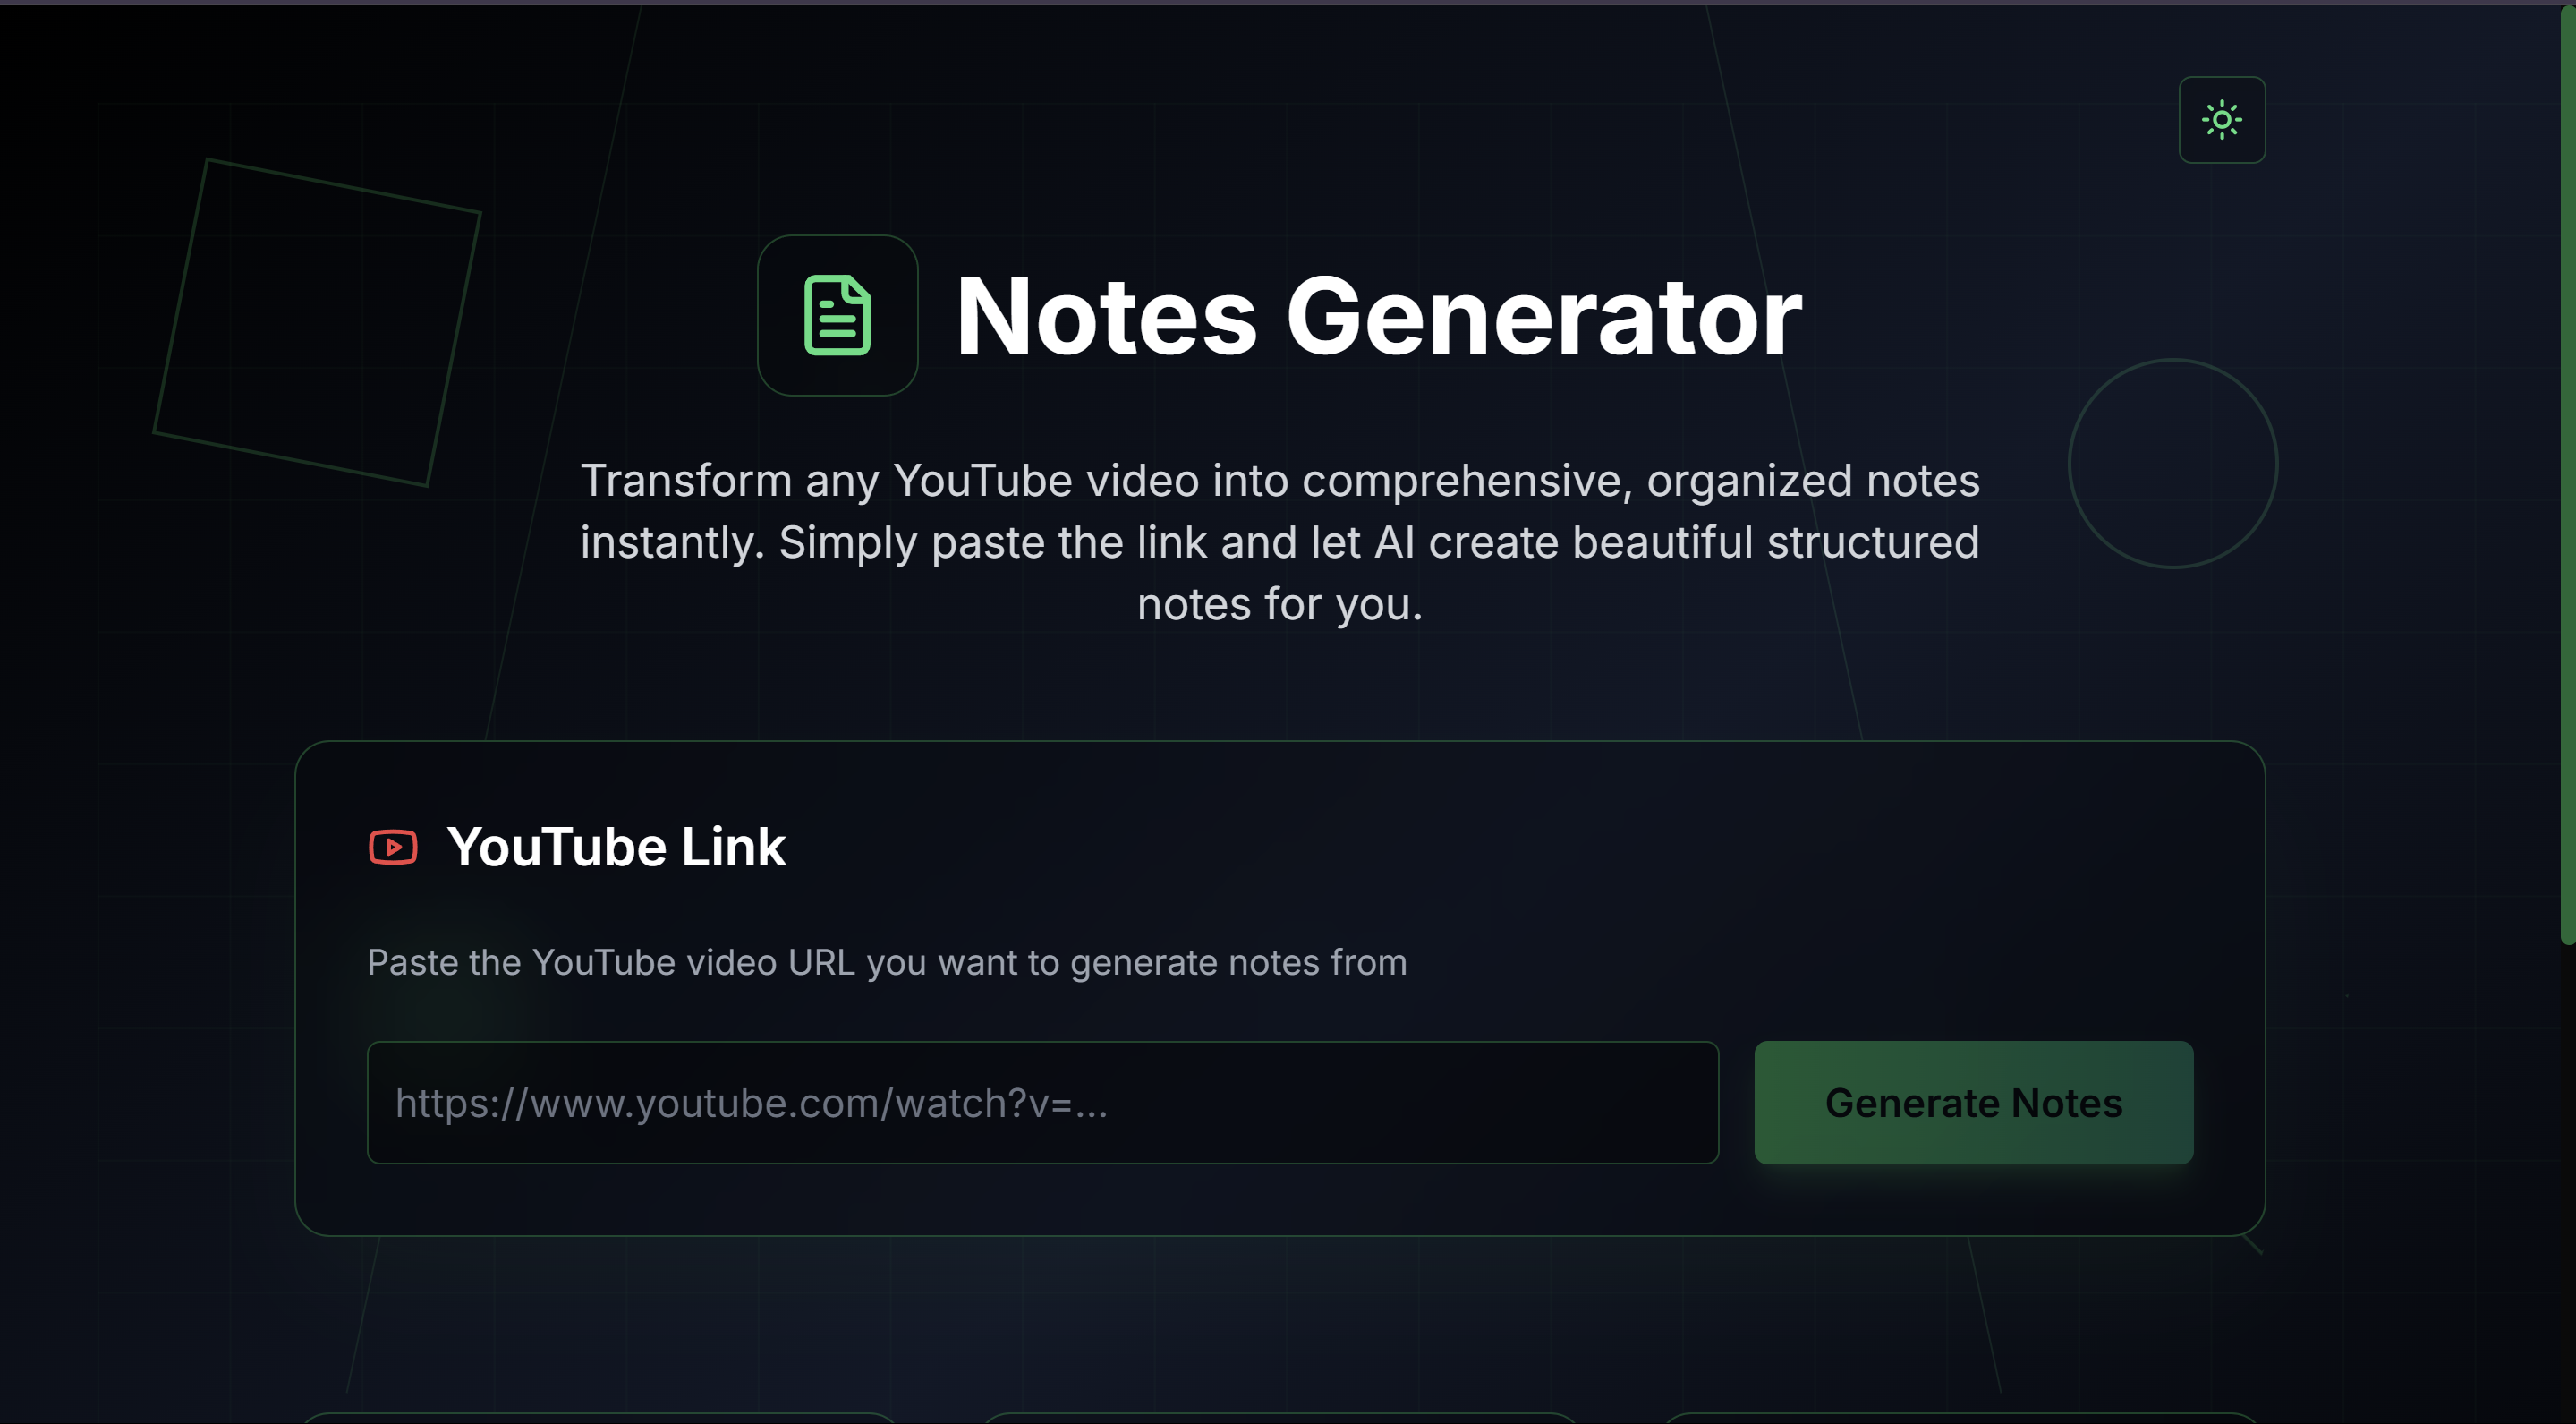 Notes Generator
Transform any YouTube video into comprehensive, organized notes
instantly. Simply paste the link and let AI create beautiful structured
notes for you.
YouTube Link
Paste the YouTube video URL you want to generate notes from
https://www.youtube.com/watch?v=...
Generate Notes